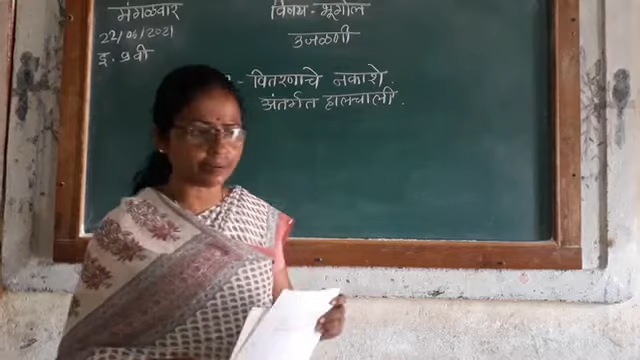 मंगळवार
विषय - भूगोल
22/06/2021
उजळणी
इ. ९वी
- वितरणाचे नकाशे.
अंतर्गत हालचाली.